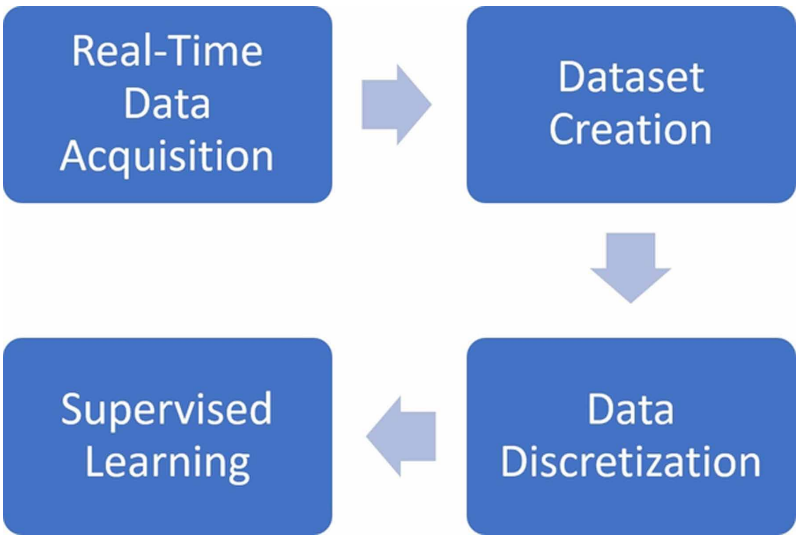 Real-Time
Data
Acquisition
Dataset
Creation
Data
Discretization
Supervised
Learning